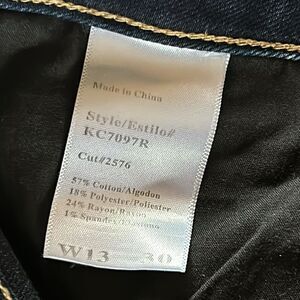 Made in China
Style/Estilo#
KC7097R
Cut#2576
57% Cotton/Algodon
18% Polyester/Poliester
24% Rayon/Rayon
1% Spandex/
W13 30